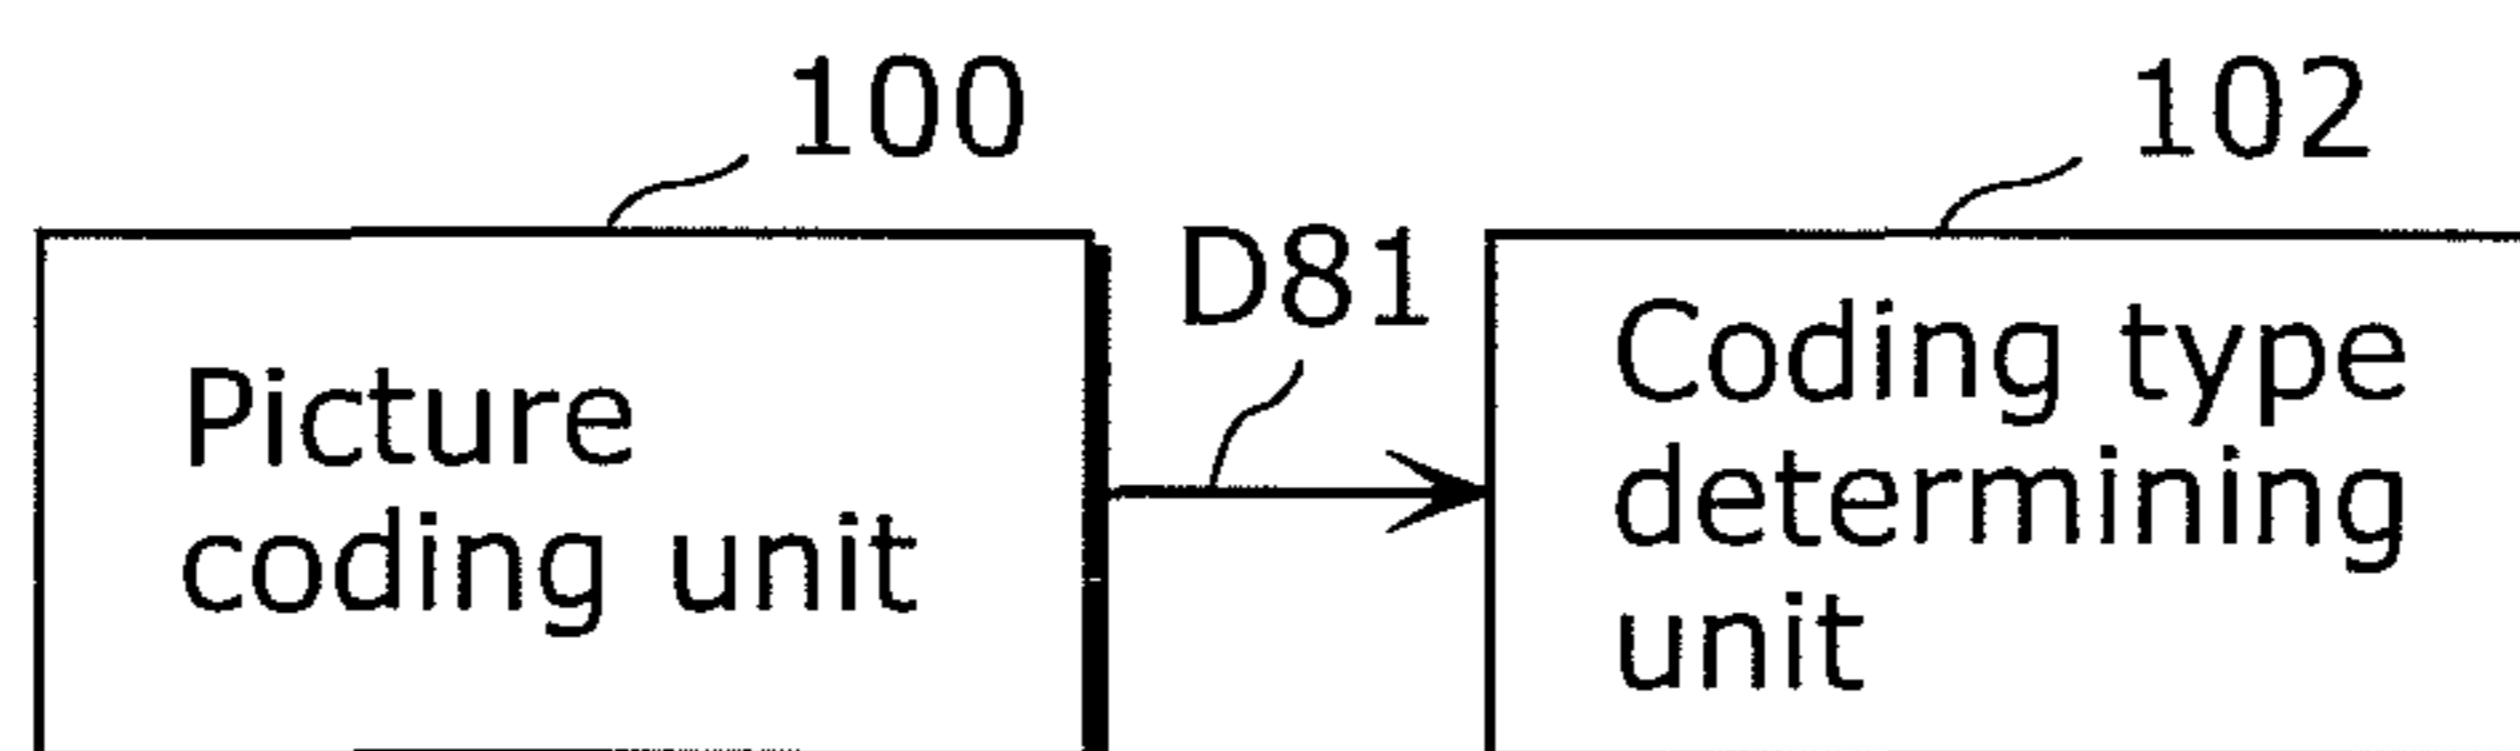 100
102
D81
Picture
coding unit
Coding type
determining
unit